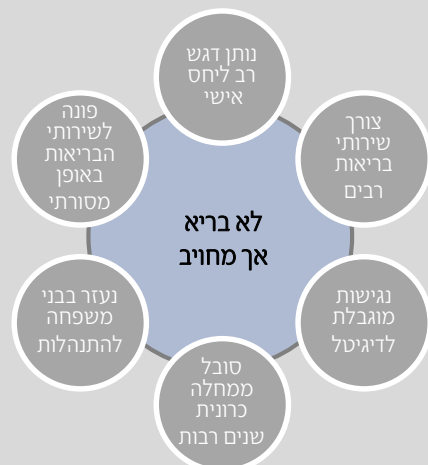 נותן דגש
רב ליחס
אישי
צורך
שירותי
בריאות
רבים
נגישות
מוגבלת
לדיגיטל
סובל
ממחלה
כרונית
שנים רבות
נעזר בבני
משפחה
להתנהלות
פונה
לשירותי
הבריאות
באופן
מסורתי
לא בריא
אך מחויב